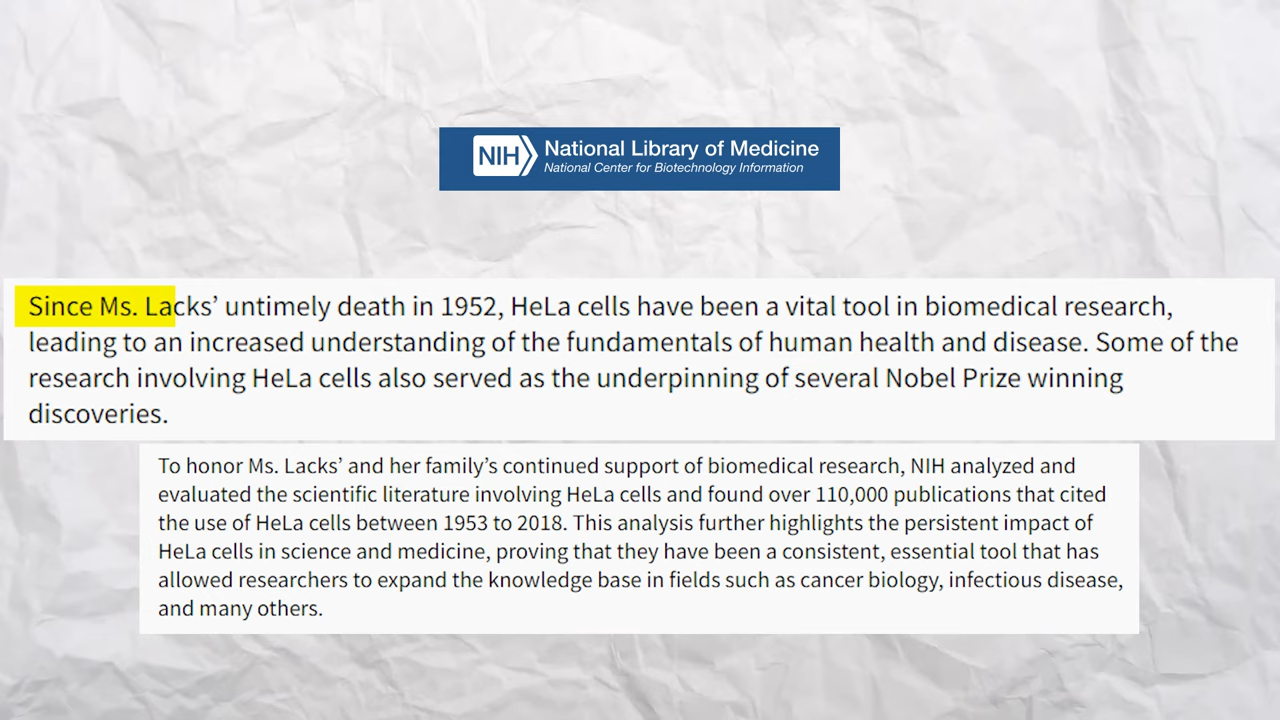 NIH National Library of Medicine
National Center for Biotechnology Information
Since Ms. Lacks’ untimely death in 1952, HeLa cells have been a vital tool in biomedical research,
leading to an increased understanding of the fundamentals of human health and disease. Some of the
research involving HeLa cells also served as the underpinning of several Nobel Prize winning
discoveries.
To honor Ms. Lacks’ and her family’s continued support of biomedical research, NIH analyzed and
evaluated the scientific literature involving HeLa cells and found over 110,000 publications that cited
the use of HeLa cells between 1953 to 2018. This analysis further highlights the persistent impact of
HeLa cells in science and medicine, proving that they have been a consistent, essential tool that has
allowed researchers to expand the knowledge base in fields such as cancer biology, infectious disease,
and many others.